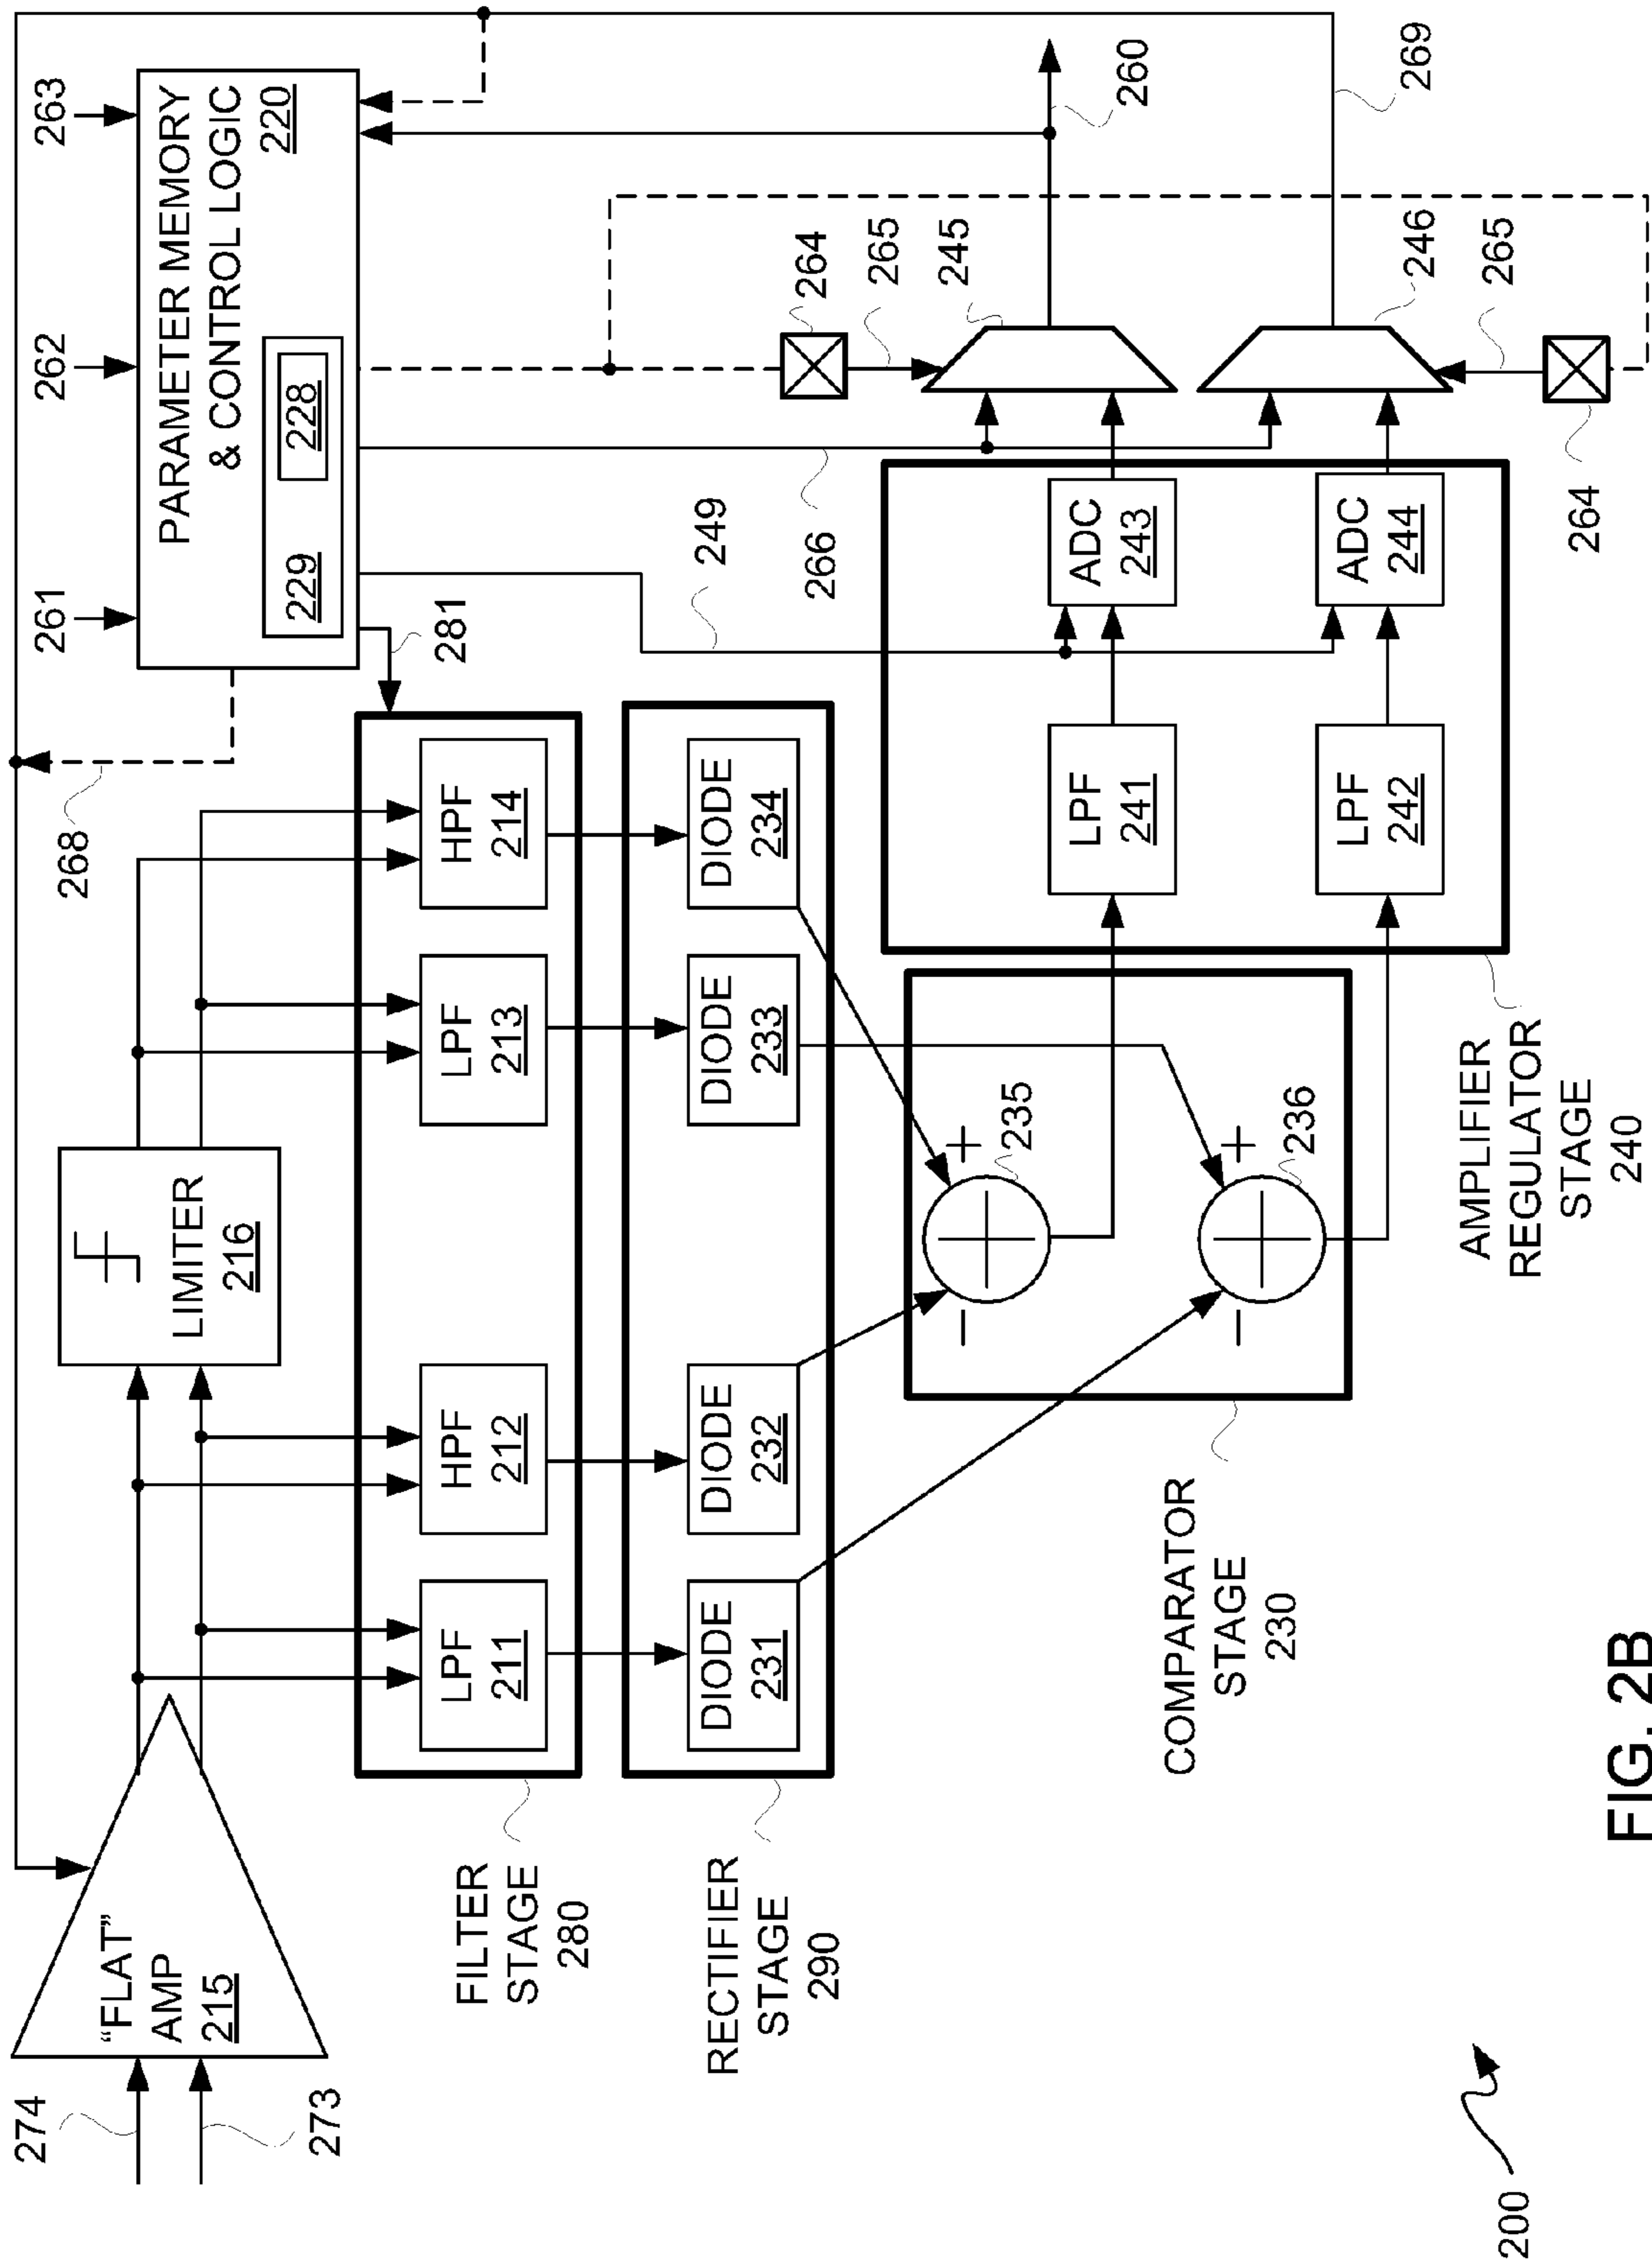 274
273
“FLAT”
AMP
215
LIMITER
216
268
261
262
263
PARAMETER MEMORY
& CONTROL LOGIC
220
229
228
281
FILTER
STAGE
280
LPF
211
HPF
212
LPF
213
HPF
214
RECTIFIER
STAGE
290
DIODE
231
DIODE
232
DIODE
233
DIODE
234
249
266
264
265
245
260
269
COMPARATOR
STAGE
230
−
+
235
−
+
236
LPF
241
ADC
243
LPF
242
ADC
244
246
265
264
AMPLIFIER
REGULATOR
STAGE
240
200
FIG. 2B